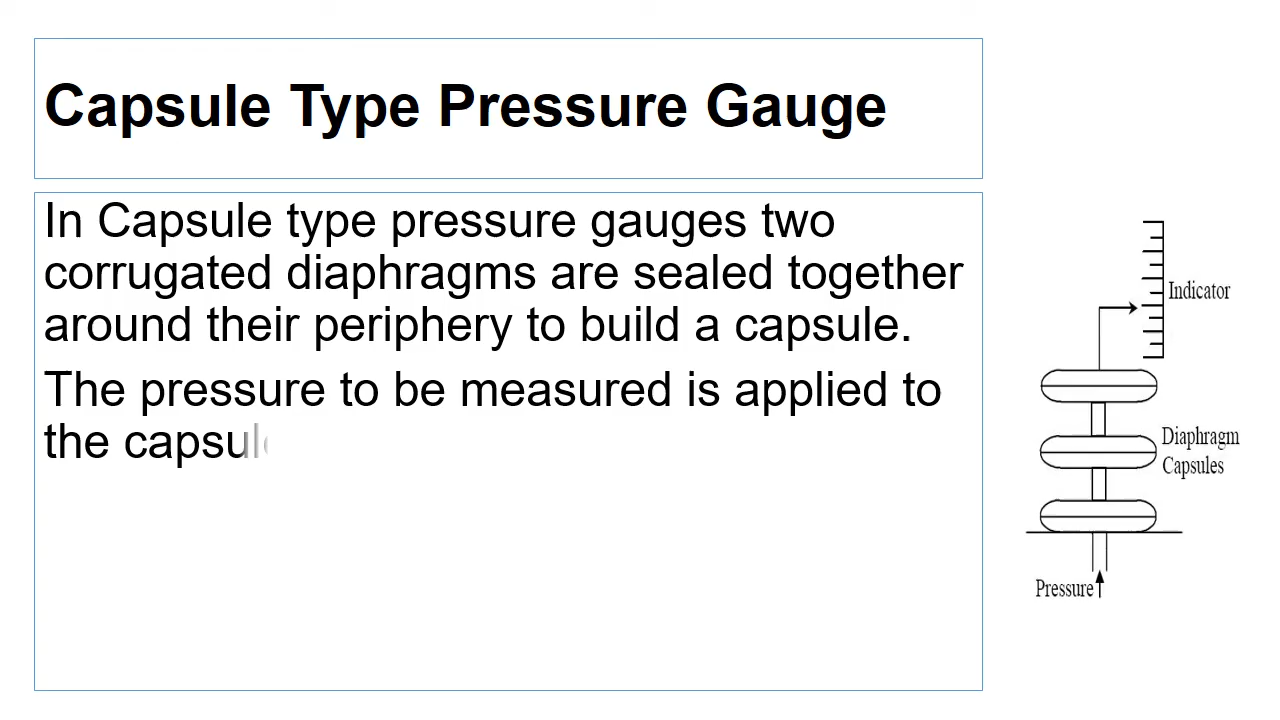 Capsule Type Pressure Gauge
In Capsule type pressure gauges two
corrugated diaphragms are sealed together
around their periphery to build a capsule.
The pressure to be measured is applied to
the
Indicator
Diaphragm
Capsules
Pressure